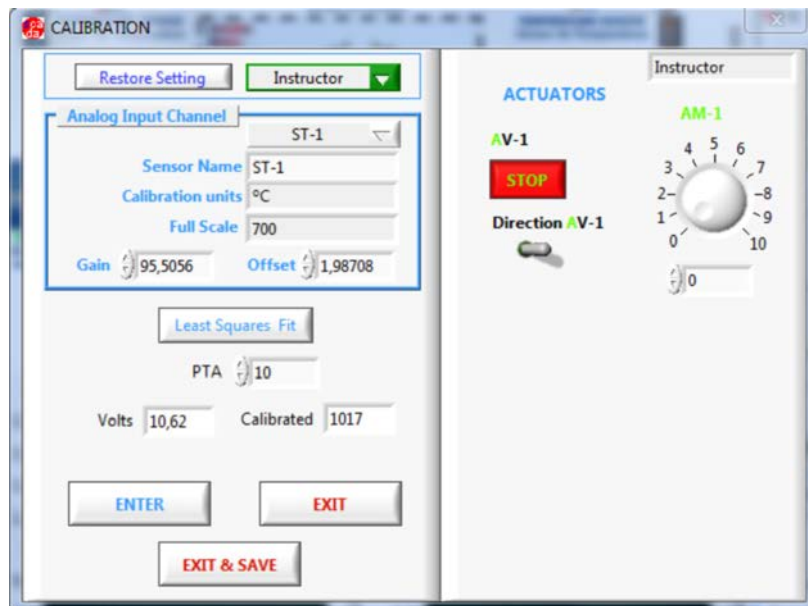 CALIBRATION
Restore Setting
Instructor
Analog Input Channel
ST-1
Sensor Name ST-1
Calibration units ºC
Full Scale 700
Gain 95,5056 Offset 1,98708
Least Squares Fit
PTA 10
Volts 10,62 Calibrated 1017
ENTER
EXIT
EXIT & SAVE
Instructor
ACTUATORS
AV-1
STOP
Direction AV-1
AM-1
0 1 2 3 4 5 6 7 8 9 10
0